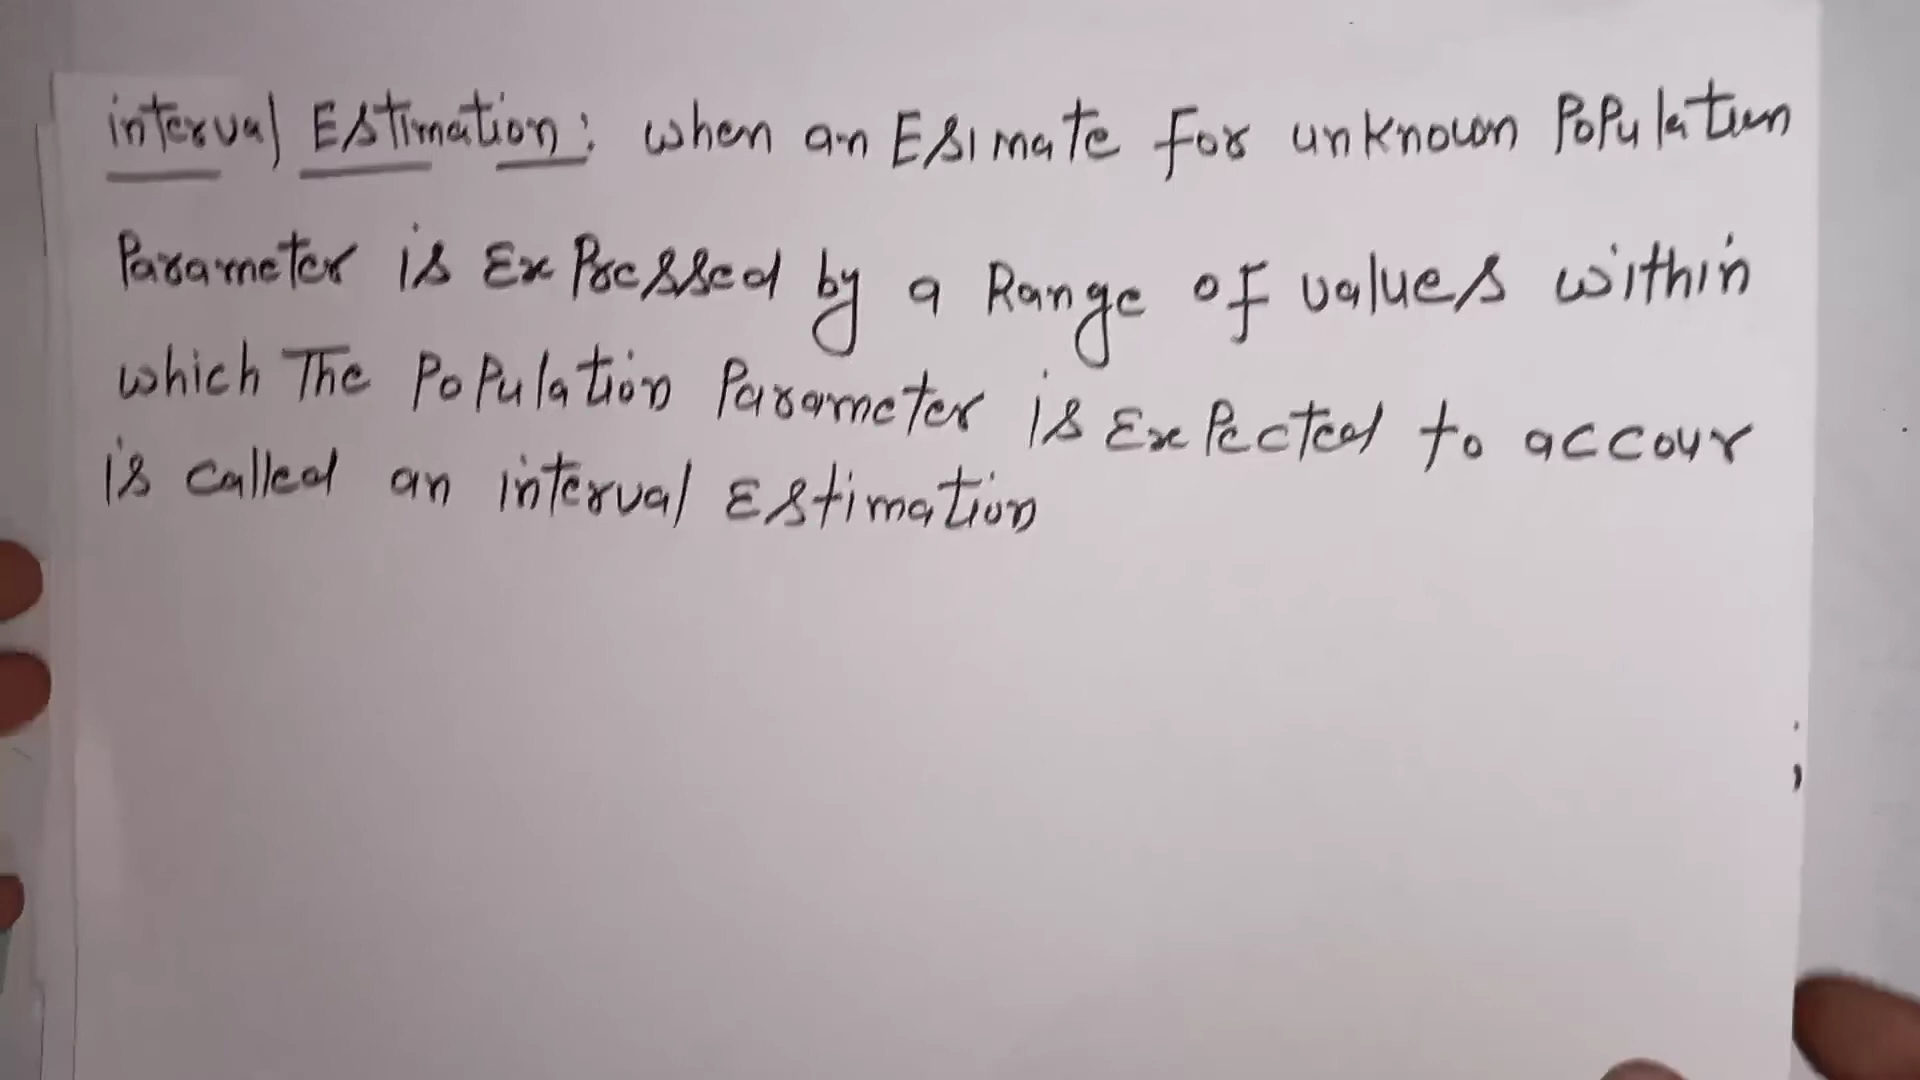 interval Estimation: when an Esimate for unknown Population
Parameter is Expressed by a Range of values within
which The Population Parameter is Expected to accour
is called an interval Estimation